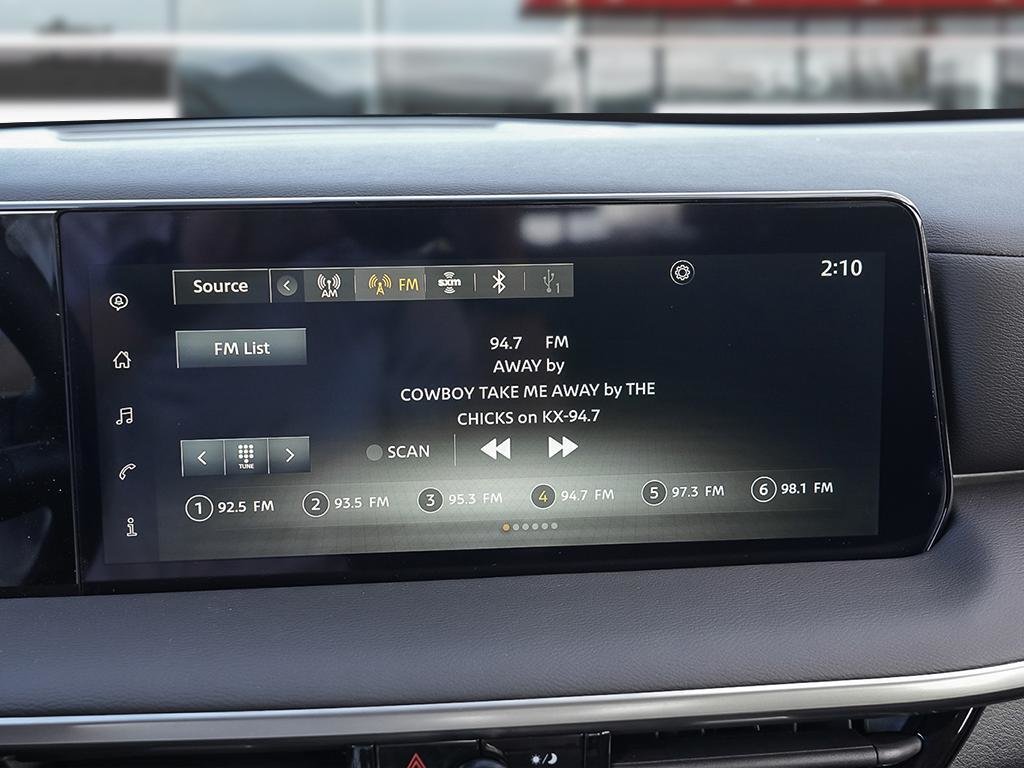 2:10
Source
AM
FM
sxm
1
FM List
94.7 FM
AWAY by
COWBOY TAKE ME AWAY by THE
CHICKS on KX-94.7
TUNE
SCAN
1 92.5 FM 2 93.5 FM 3 95.3 FM 4 94.7 FM 5 97.3 FM 6 98.1 FM